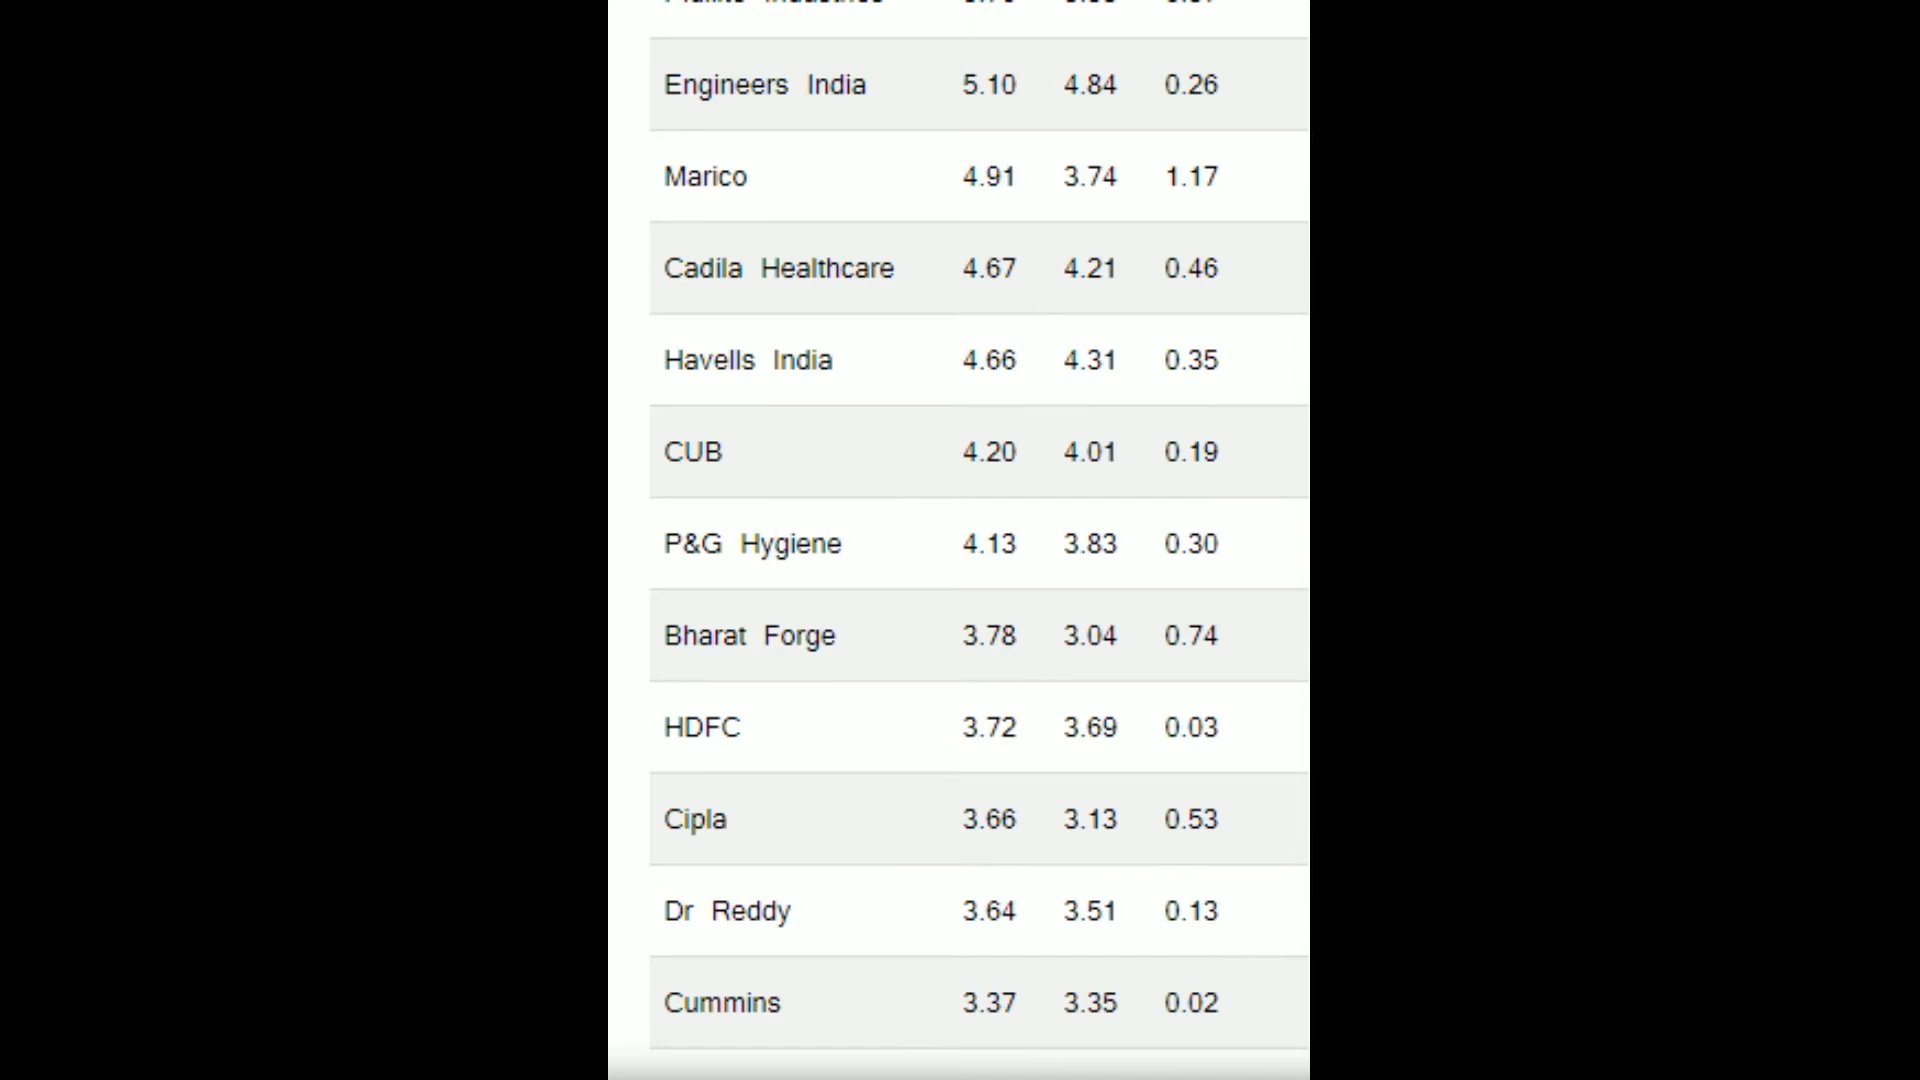 Engineers India 5.10 4.84 0.26
Marico 4.91 3.74 1.17
Cadila Healthcare 4.67 4.21 0.46
Havells India 4.66 4.31 0.35
CUB 4.20 4.01 0.19
P&G Hygiene 4.13 3.83 0.30
Bharat Forge 3.78 3.04 0.74
HDFC 3.72 3.69 0.03
Cipla 3.66 3.13 0.53
Dr Reddy 3.64 3.51 0.13
Cummins 3.37 3.35 0.02